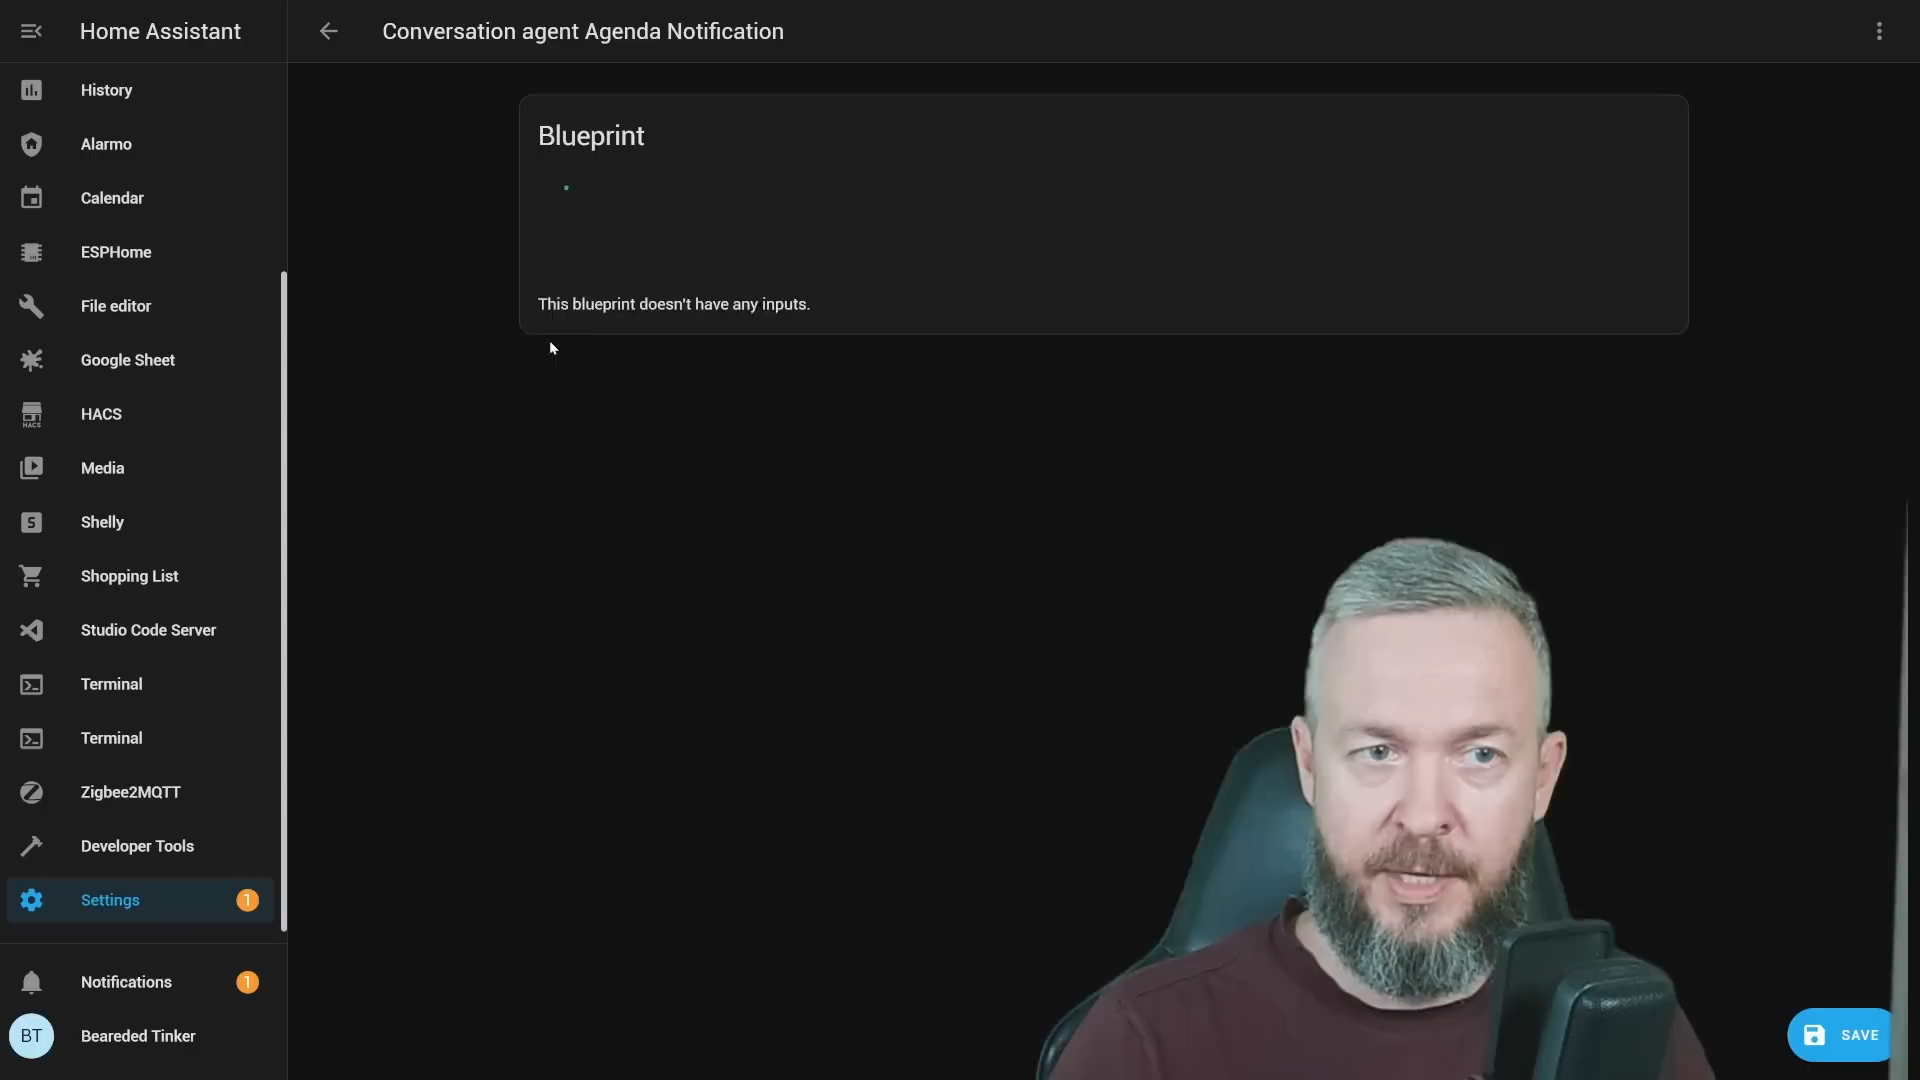 Home Assistant
Conversation agent Agenda Notification
History
Alarmo
Calendar
ESPHome
File editor
Google Sheet
HACS
HACS
Media
S
Shelly
Shopping List
Studio Code Server
Terminal
Terminal
Zigbee2MQTT
Developer Tools
Settings
1
Notifications
1
BT
Beareded Tinker
Blueprint
This blueprint doesn't have any inputs.
SAVE